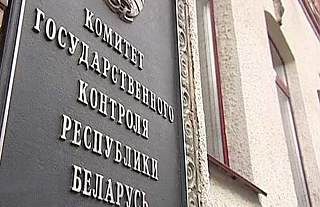 КОМИТЕТ
ГОСУДАРСТВЕННОГО
КОНТРОЛЯ
РЕСПУБЛИКИ
БЕЛАРУСЬ